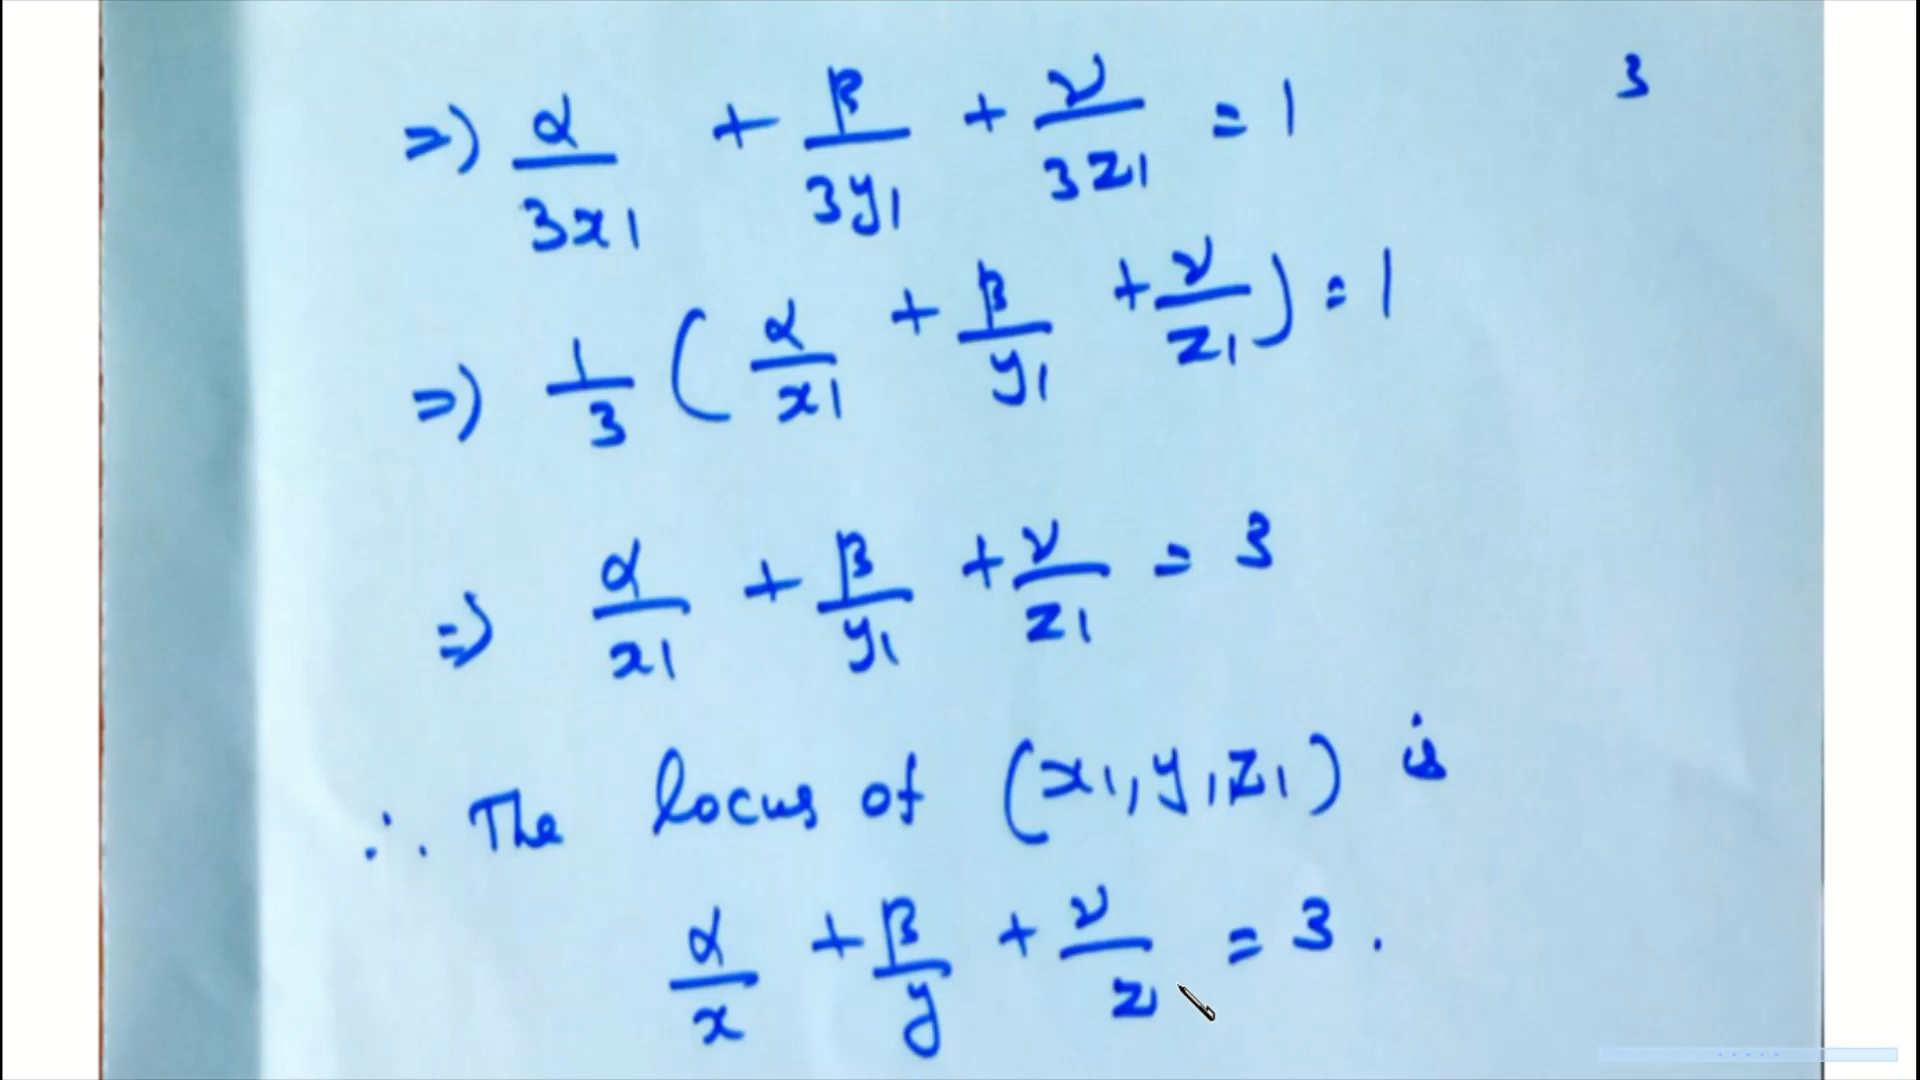 3
=> α/3x₁ + β/3y₁ + γ/3z₁ = 1
=> 1/3 ( α/x₁ + β/y₁ + γ/z₁ ) = 1
=> α/x₁ + β/y₁ + γ/z₁ = 3
∴ The locus of (x₁, y₁, z₁) is
α/x + β/y + γ/z = 3.